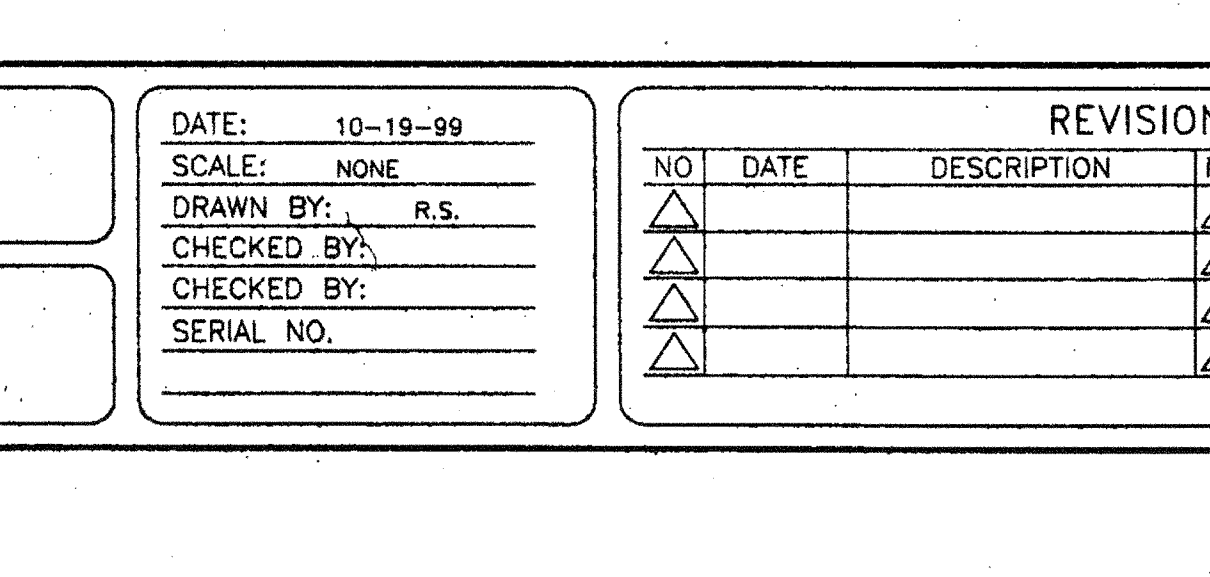 DATE: 10-19-99
SCALE: NONE
DRAWN BY: R.S.
CHECKED BY:
CHECKED BY:
SERIAL NO.
REVISION
NO DATE DESCRIPTION